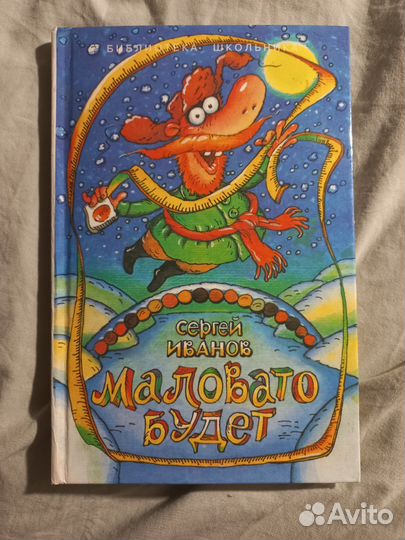 БИБЛИОТЕКА ШКОЛЬНИКА
Сергей
Иванов
Маловато
будет
Avito